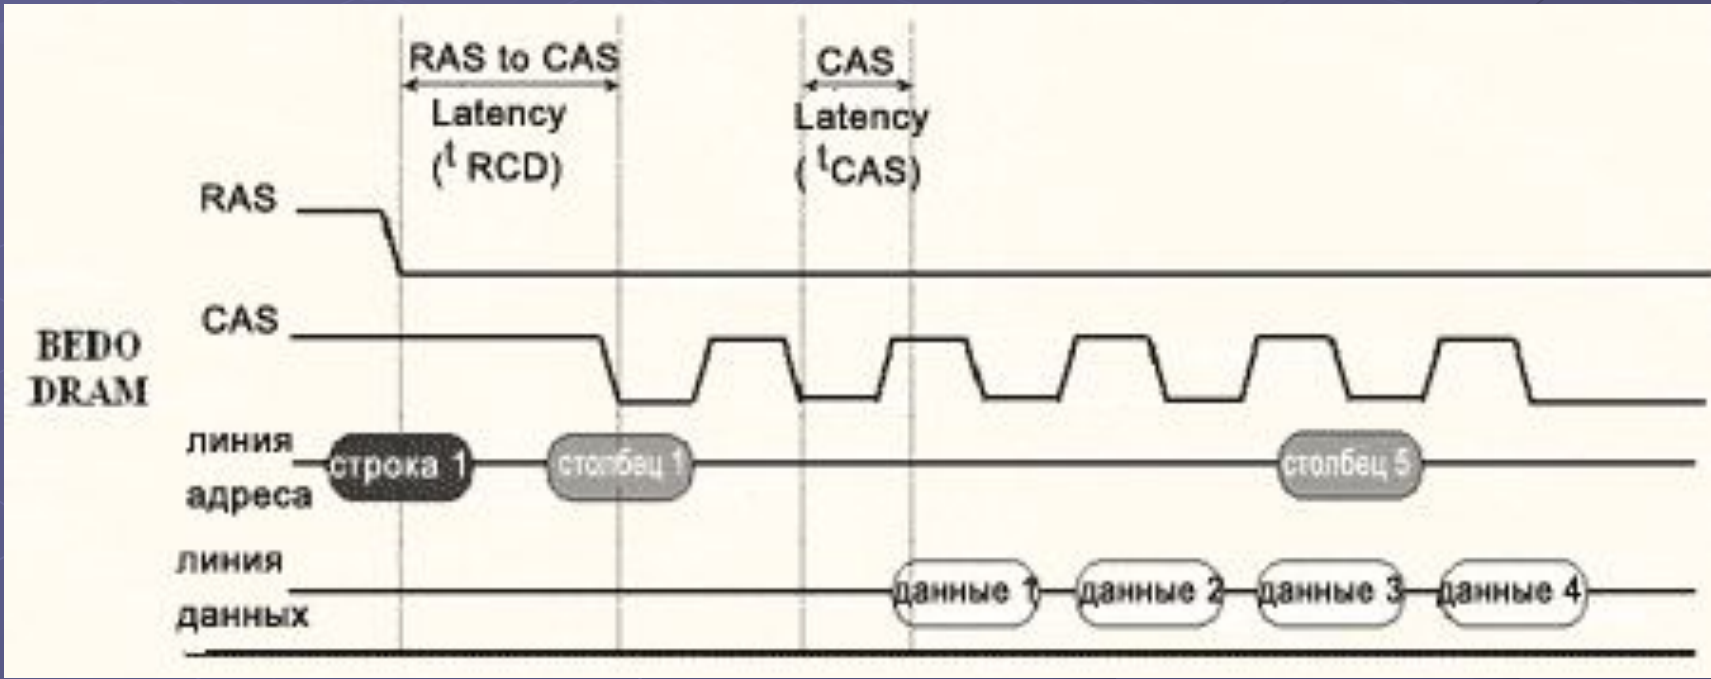 RAS to CAS
Latency
(t RCD)
CAS
Latency
(tCAS)
RAS
CAS
BEDO
DRAM
линия
адреса
строка 1
столбец 1
столбец 5
линия
данных
данные 1
данные 2
данные 3
данные 4